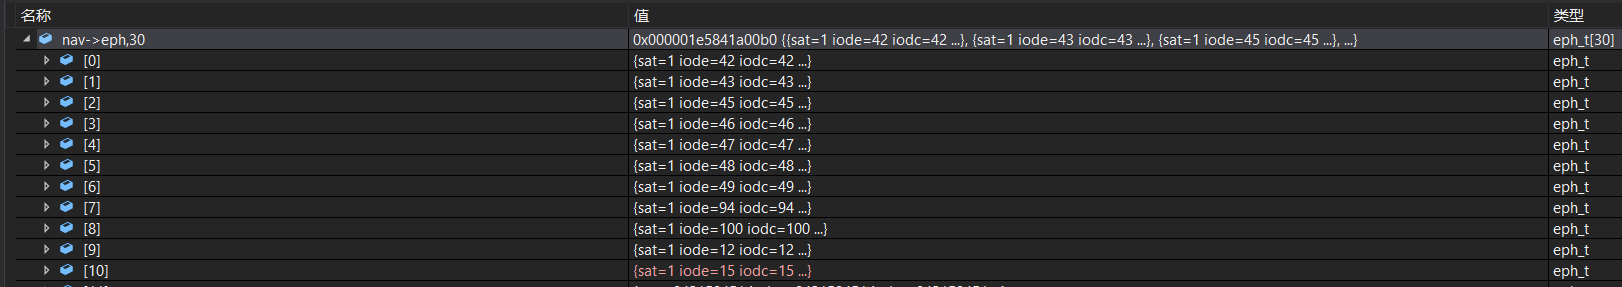 名称 值 类型
nav->eph,30 0x000001e5841a00b0 {{sat=1 iode=42 iodc=42 ...}, {sat=1 iode=43 iodc=43 ...}, {sat=1 iode=45 iodc=45 ...}, ...} eph_t[30]
[0] {sat=1 iode=42 iodc=42 ...} eph_t
[1] {sat=1 iode=43 iodc=43 ...} eph_t
[2] {sat=1 iode=45 iodc=45 ...} eph_t
[3] {sat=1 iode=46 iodc=46 ...} eph_t
[4] {sat=1 iode=47 iodc=47 ...} eph_t
[5] {sat=1 iode=48 iodc=48 ...} eph_t
[6] {sat=1 iode=49 iodc=49 ...} eph_t
[7] {sat=1 iode=94 iodc=94 ...} eph_t
[8] {sat=1 iode=100 iodc=100 ...} eph_t
[9] {sat=1 iode=12 iodc=12 ...} eph_t
[10] {sat=1 iode=15 iodc=15 ...} eph_t